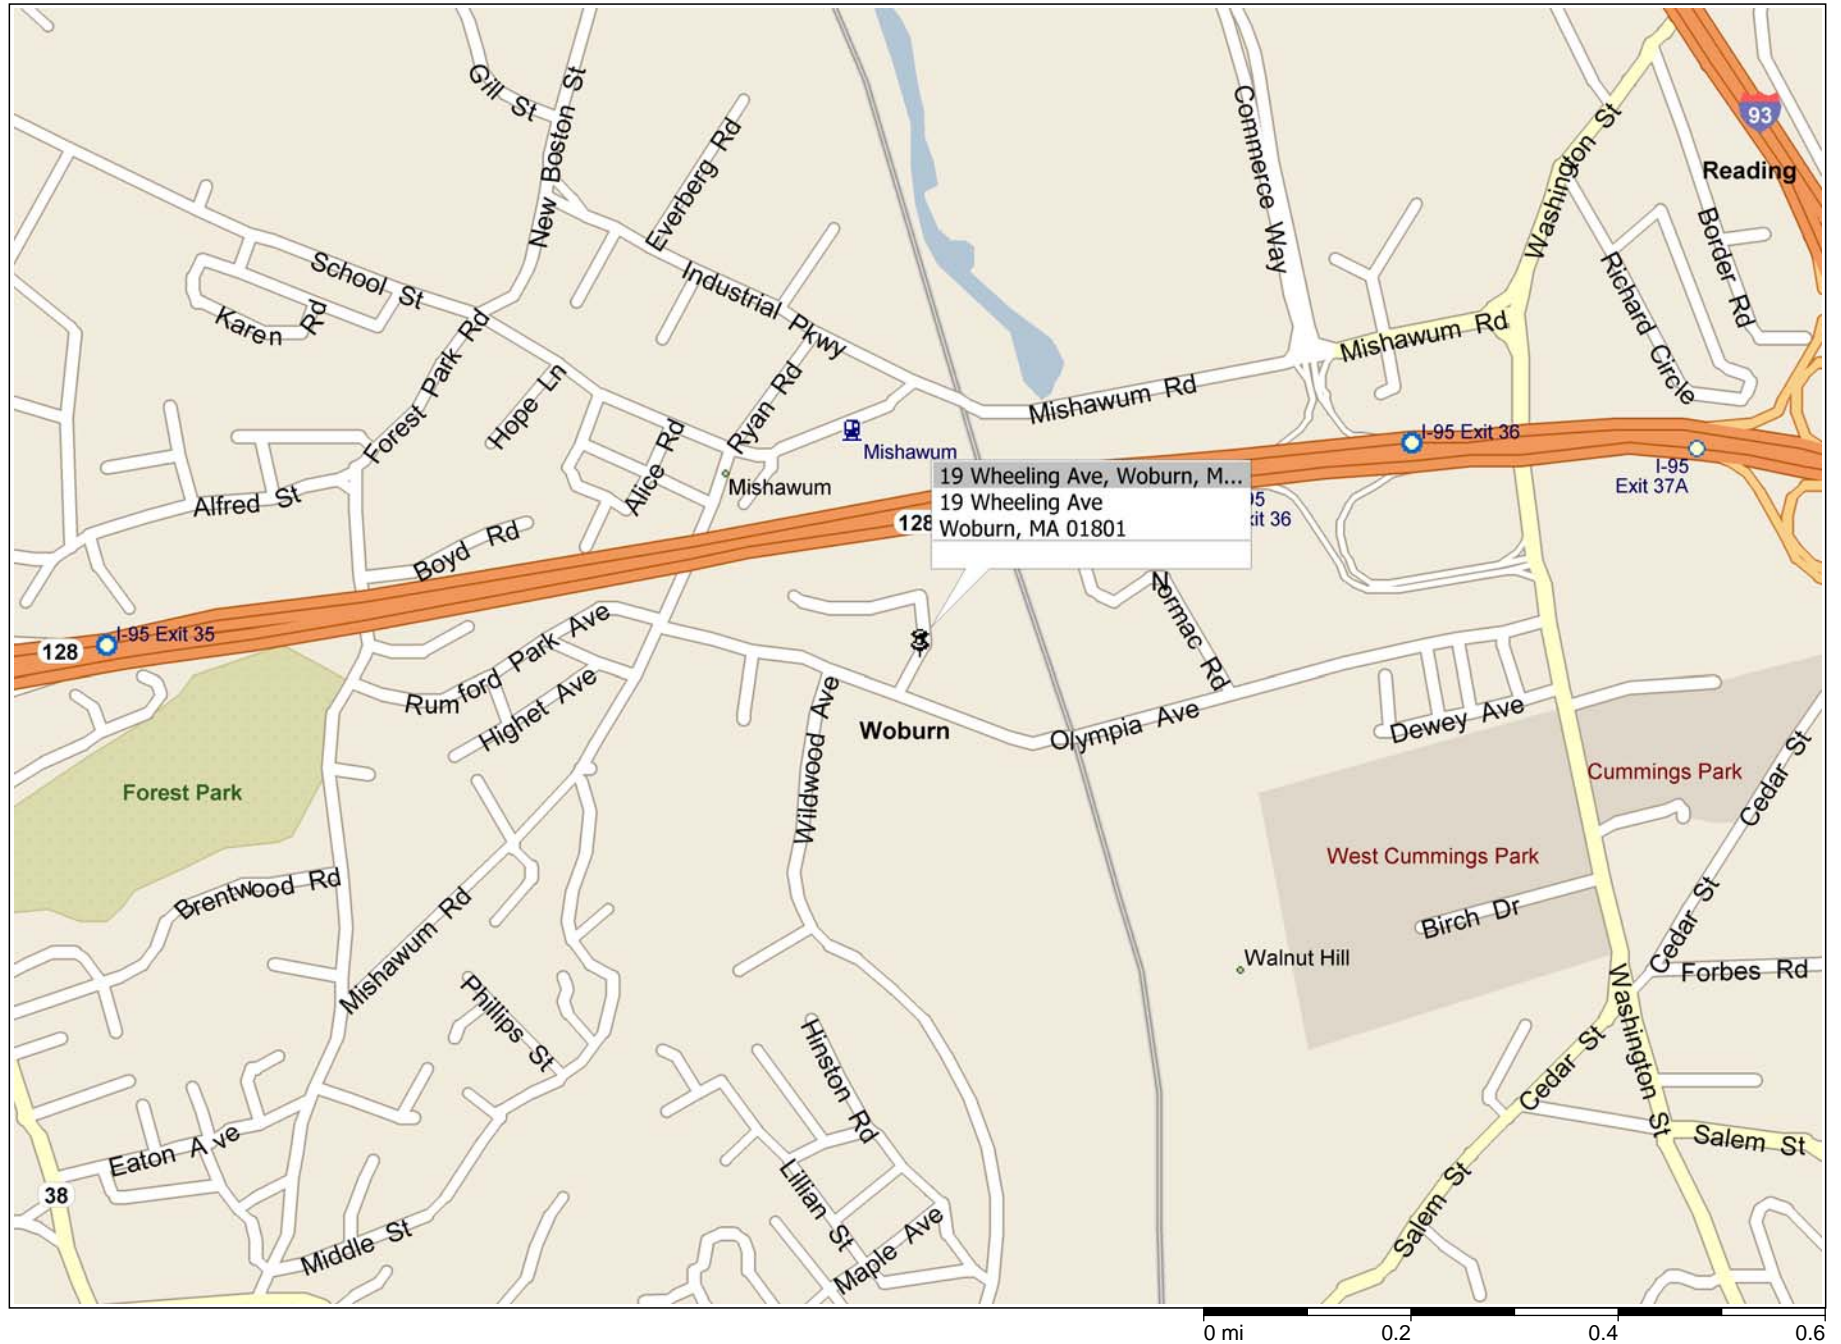 Gill St
New Boston St
Everberg Rd
Commerce Way
Washington St
93
Reading
Border Rd
Richard Circle
School St
Karen Rd
Industrial Pkwy
Forest Park Rd
Hope Ln
Ryan Rd
Alice Rd
Mishawum Rd
Mishawum Rd
Mishawum
Mishawum
I-95 Exit 36
I-95
Exit 37A
19 Wheeling Ave, Woburn, M...
19 Wheeling Ave
Woburn, MA 01801
95
xit 36
128
Alfred St
Boyd Rd
Normac Rd
I-95 Exit 35
128
Rumford Park Ave
Highet Ave
Wildwood Ave
Woburn
Olympia Ave
Dewey Ave
Cummings Park
Cedar St
Forest Park
West Cummings Park
Brentwood Rd
Birch Dr
Cedar St
Mishawum Rd
Walnut Hill
Forbes Rd
Phillips St
Washington St
Hinston Rd
Cedar St
Eaton Ave
Salem St
38
Lillian St
Salem St
Middle St
Maple Ave
0 mi 0.2 0.4 0.6